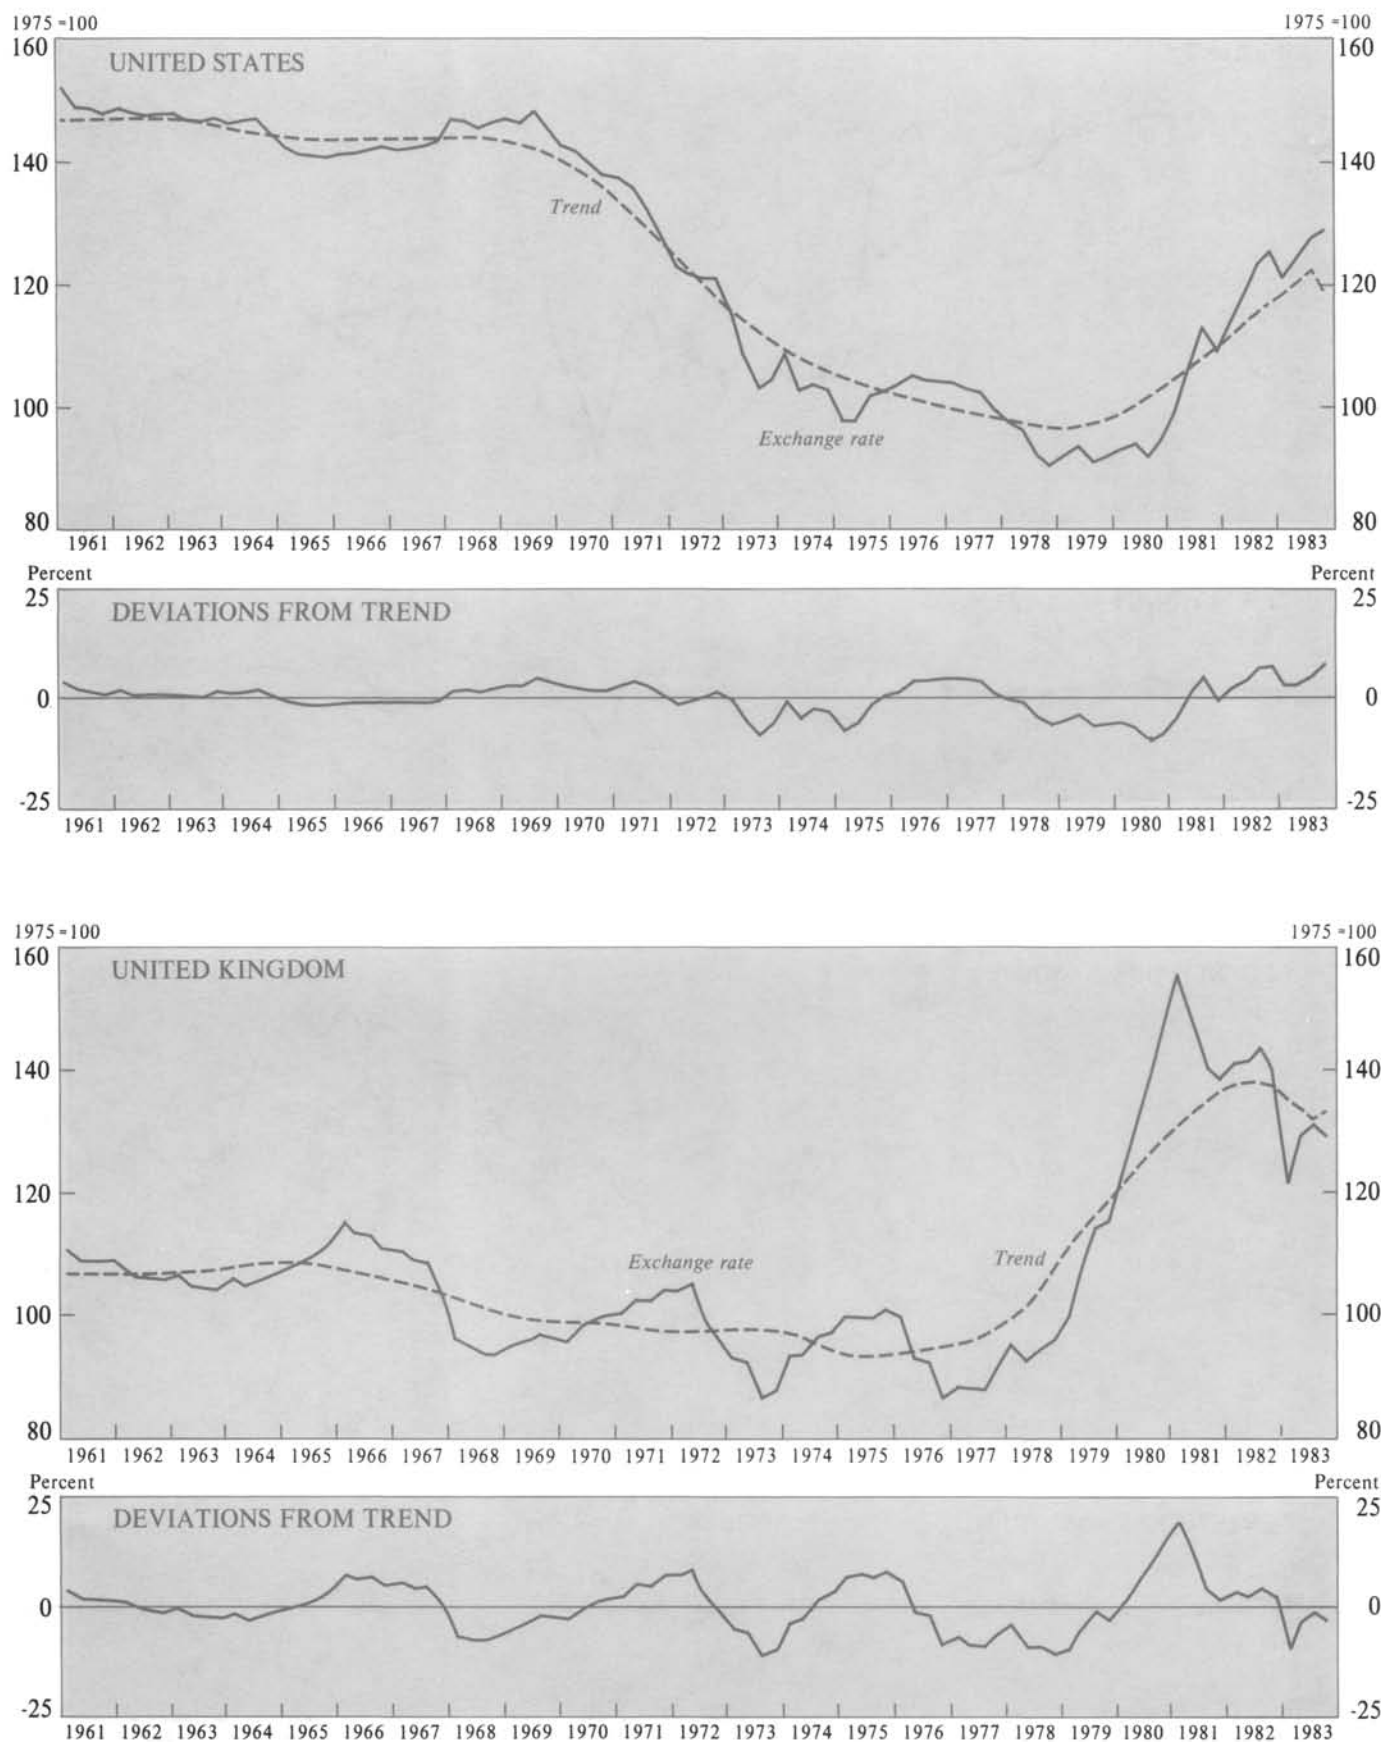 1975 =100 1975 =100
160 UNITED STATES 160
140 140
Trend
120 120
100 100
Exchange rate
80 80
1961 1962 1963 1964 1965 1966 1967 1968 1969 1970 1971 1972 1973 1974 1975 1976 1977 1978 1979 1980 1981 1982 1983
Percent Percent
25 DEVIATIONS FROM TREND 25
0 0
-25 -25
1961 1962 1963 1964 1965 1966 1967 1968 1969 1970 1971 1972 1973 1974 1975 1976 1977 1978 1979 1980 1981 1982 1983
1975 =100 1975 =100
160 UNITED KINGDOM 160
140 140
120 120
Exchange rate Trend
100 100
80 80
1961 1962 1963 1964 1965 1966 1967 1968 1969 1970 1971 1972 1973 1974 1975 1976 1977 1978 1979 1980 1981 1982 1983
Percent Percent
25 DEVIATIONS FROM TREND 25
0 0
-25 -25
1961 1962 1963 1964 1965 1966 1967 1968 1969 1970 1971 1972 1973 1974 1975 1976 1977 1978 1979 1980 1981 1982 1983